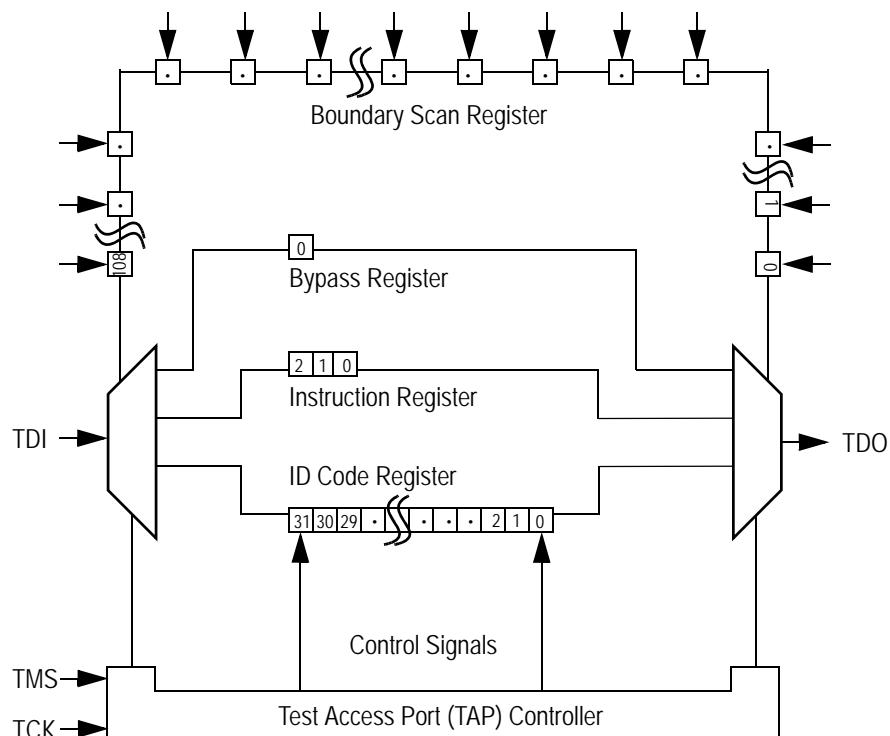 Boundary Scan Register
1
108
0
0
Bypass Register
2 1 0
Instruction Register
TDI
TDO
ID Code Register
31 30 29 · · · · 2 1 0
Control Signals
TMS
Test Access Port (TAP) Controller
TCK